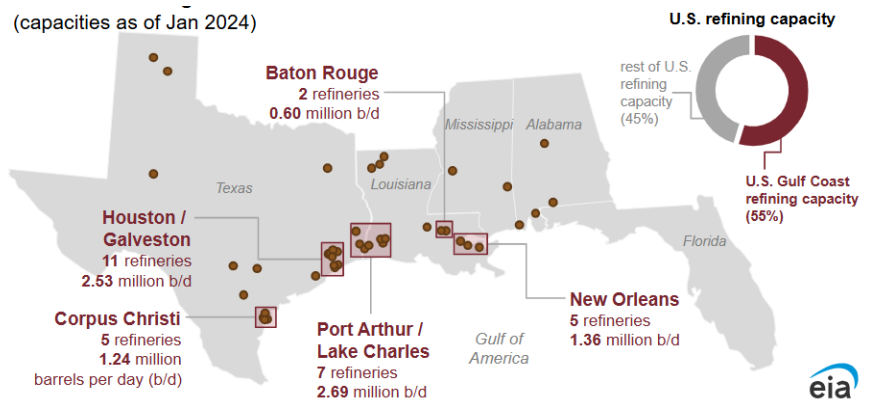 (capacities as of Jan 2024)
U.S. refining capacity
rest of U.S.
refining
capacity
(45%)
U.S. Gulf Coast
refining capacity
(55%)
Baton Rouge
2 refineries
0.60 million b/d
Mississippi
Alabama
Texas
Louisiana
Florida
Houston /
Galveston
11 refineries
2.53 million b/d
Corpus Christi
5 refineries
1.24 million
barrels per day (b/d)
Port Arthur /
Lake Charles
7 refineries
2.69 million b/d
Gulf of
America
New Orleans
5 refineries
1.36 million b/d
eia